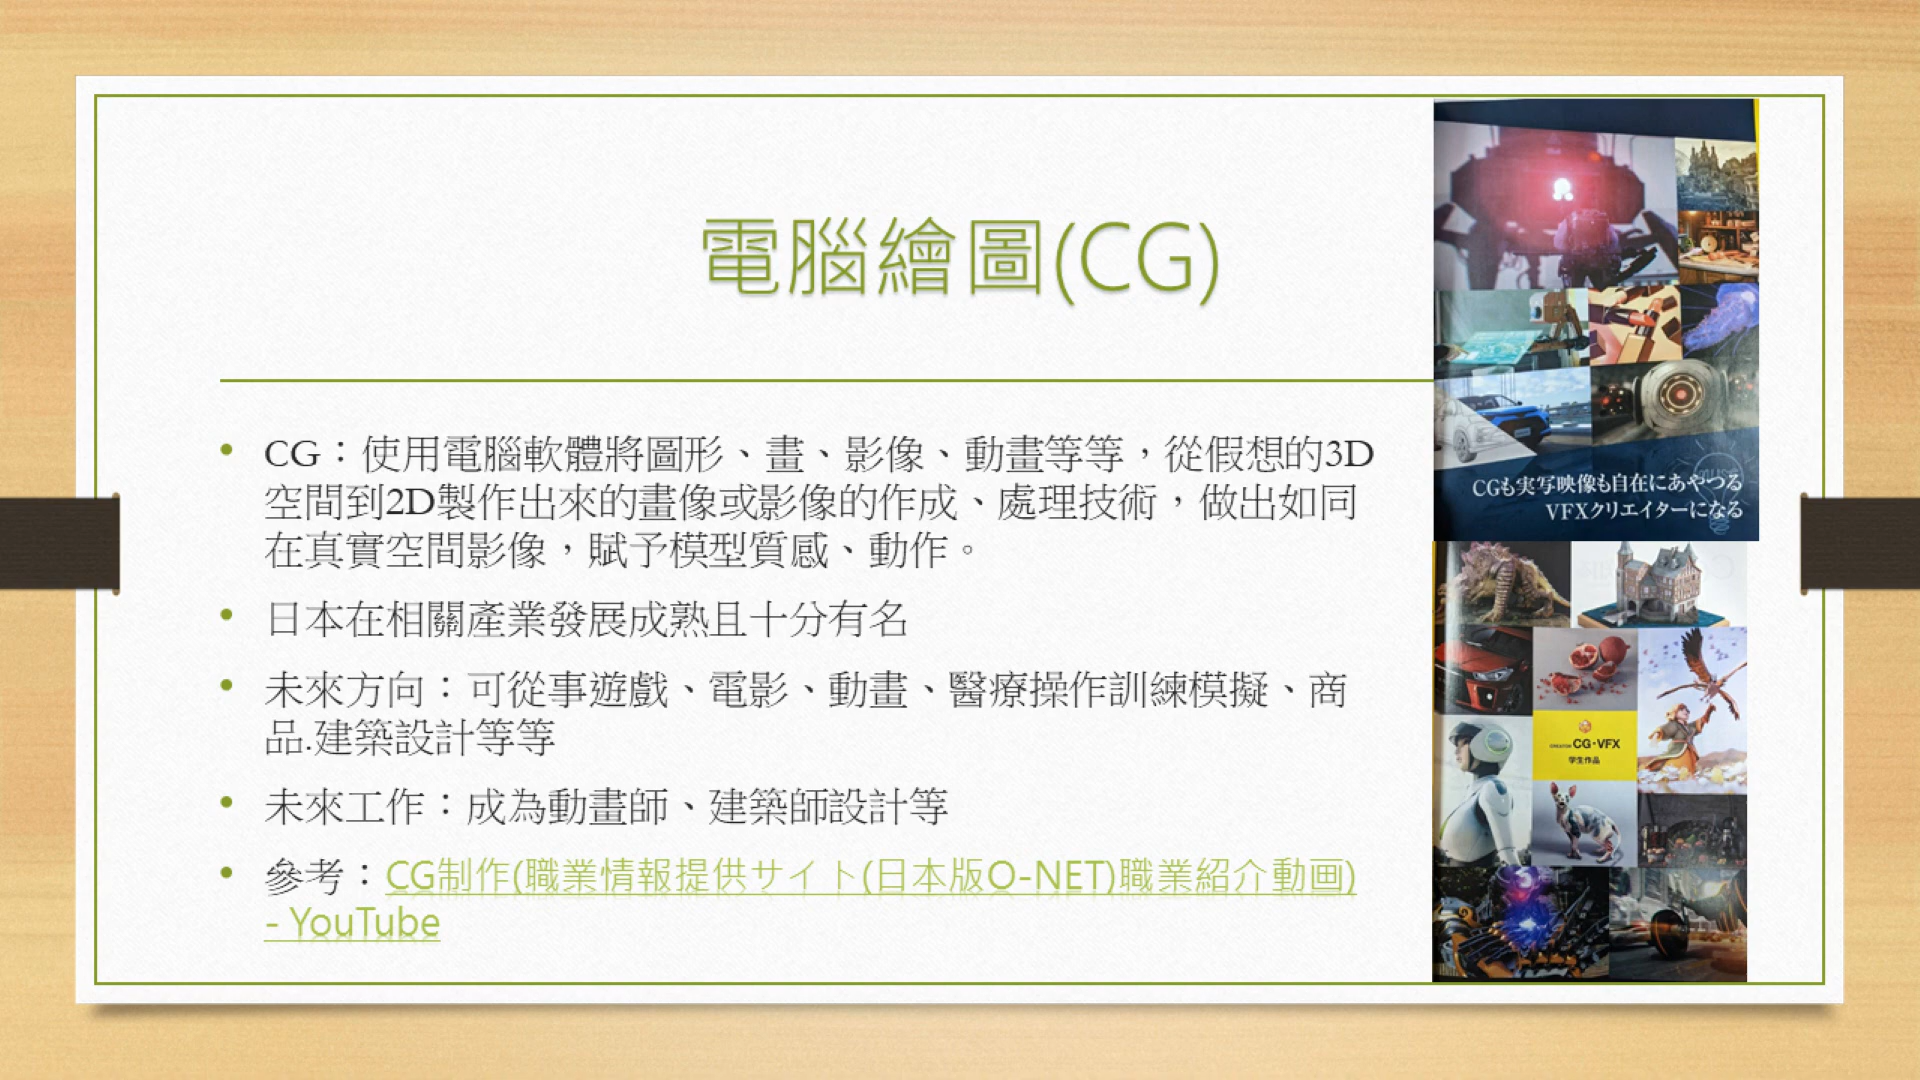 電腦繪圖(CG)
• CG：使用電腦軟體將圖形、畫、影像、動畫等等，從假想的3D
空間到2D製作出來的畫像或影像的作成、處理技術，做出如同
在真實空間影像，賦予模型質感、動作。
• 日本在相關產業發展成熟且十分有名
• 未來方向：可從事遊戲、電影、動畫、醫療操作訓練模擬、商
品.建築設計等等
• 未來工作：成為動畫師、建築師設計等
• 參考：CG制作(職業情報提供サイト(日本版O-NET)職業紹介動画)
- YouTube
CGも実写映像も自在にあやつる
VFXクリエイターになる
CREATOR CG・VFX
学生作品